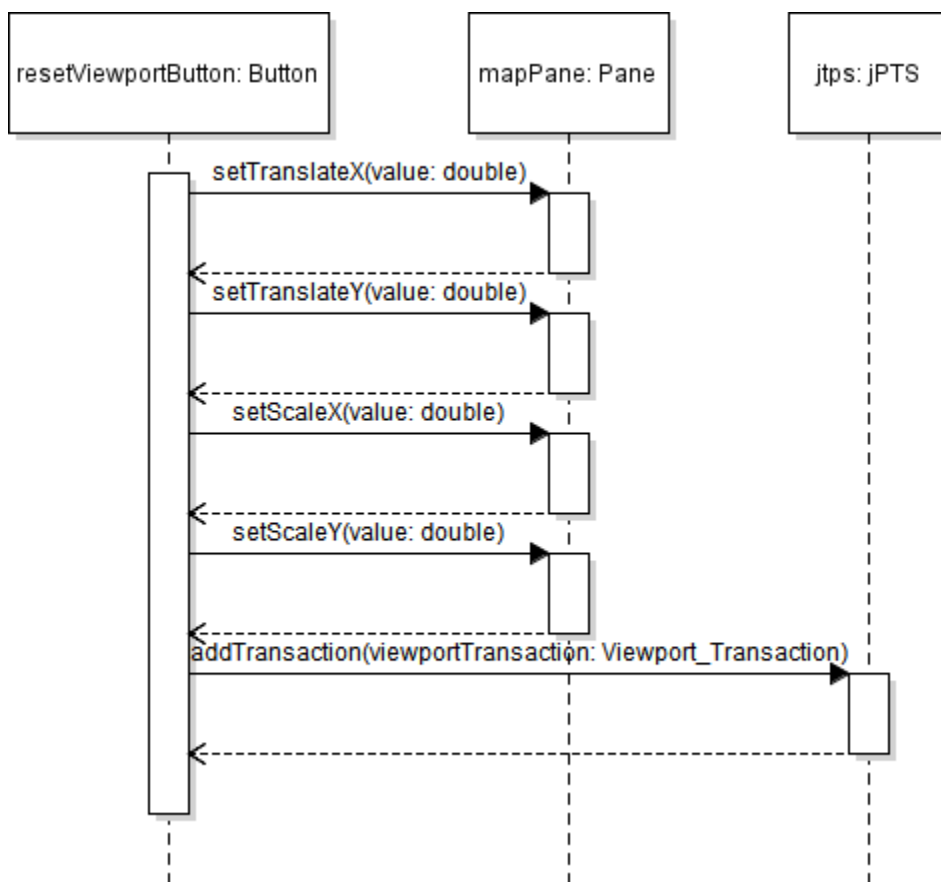 resetViewportButton: Button
mapPane: Pane
jtps: jPTS
setTranslateX(value: double)
setTranslateY(value: double)
setScaleX(value: double)
setScaleY(value: double)
addTransaction(viewportTransaction: Viewport_Transaction)